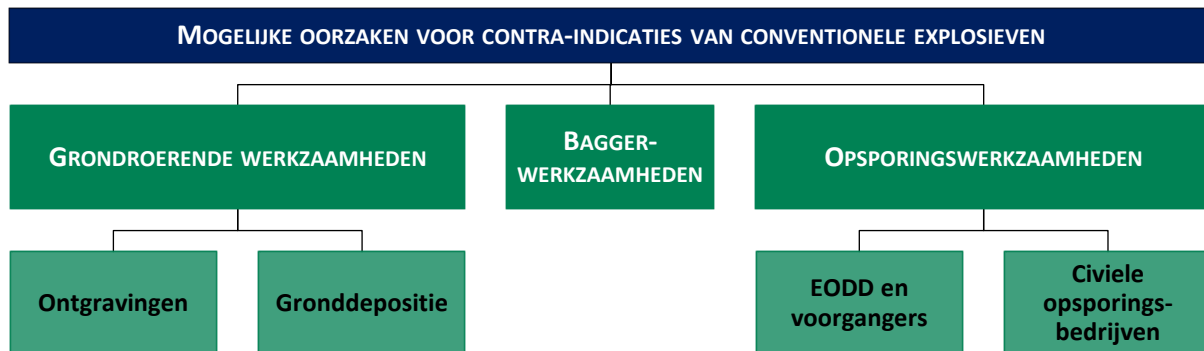 MOGELIJKE OORZAKEN VOOR CONTRA-INDICATIES VAN CONVENTIONELE EXPLOSIEVEN
GRONDROERENDE WERKZAAMHEDEN
BAGGER-
WERKZAAMHEDEN
OPSPORINGSWERKZAAMHEDEN
Ontgravingen
Gronddepositie
EODD en
voorgangers
Civiele
opsporings-
bedrijven